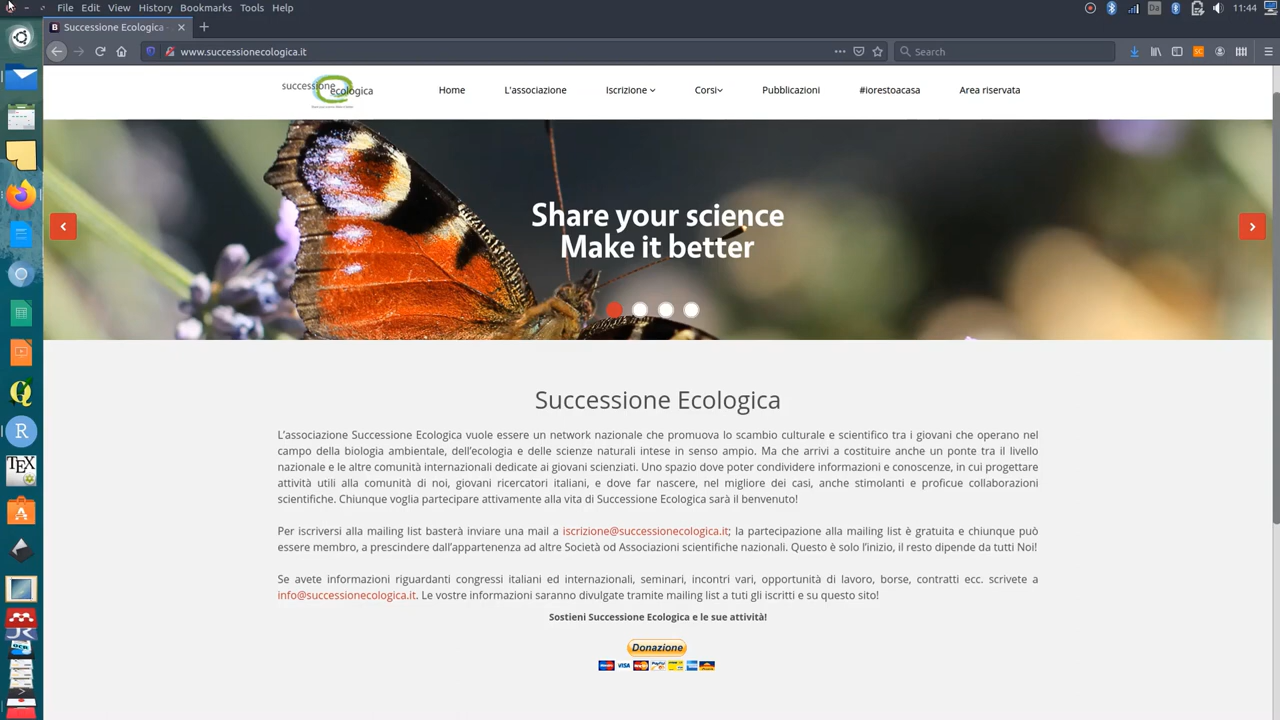 File Edit View History Bookmarks Tools Help
Da
11:44
Successione Ecologica
www.successionecologica.it
Search
successione
ecologica
Home L'associazione Iscrizione Corsi Pubblicazioni #iorestoacasa Area riservata
Share your science
Make it better
Successione Ecologica
L'associazione Successione Ecologica vuole essere un network nazionale che promuova lo scambio culturale e scientifico tra i giovani che operano nel
campo della biologia ambientale, dell'ecologia e delle scienze naturali intese in senso ampio. Ma che arrivi a costituire anche un ponte tra il livello
nazionale e le altre comunità internazionali dedicate ai giovani scienziati. Uno spazio dove poter condividere informazioni e conoscenze, in cui progettare
attività utili alla comunità di noi, giovani ricercatori italiani, e dove far nascere, nel migliore dei casi, anche stimolanti e proficue collaborazioni
scientifiche. Chiunque voglia partecipare attivamente alla vita di Successione Ecologica sarà il benvenuto!
Per iscriversi alla mailing list basterà inviare una mail a iscrizione@successionecologica.it; la partecipazione alla mailing list è gratuita e chiunque può
essere membro, a prescindere dall'appartenenza ad altre Società od Associazioni scientifiche nazionali. Questo è solo l'inizio, il resto dipende da tutti Noi!
Se avete informazioni riguardanti congressi italiani ed internazionali, seminari, incontri vari, opportunità di lavoro, borse, contratti ecc. scrivete a
info@successionecologica.it. Le vostre informazioni saranno divulgate tramite mailing list a tuti gli iscritti e su questo sito!
Sostieni Successione Ecologica e le sue attività!
Donazione
VISA PayPal
R
TEX